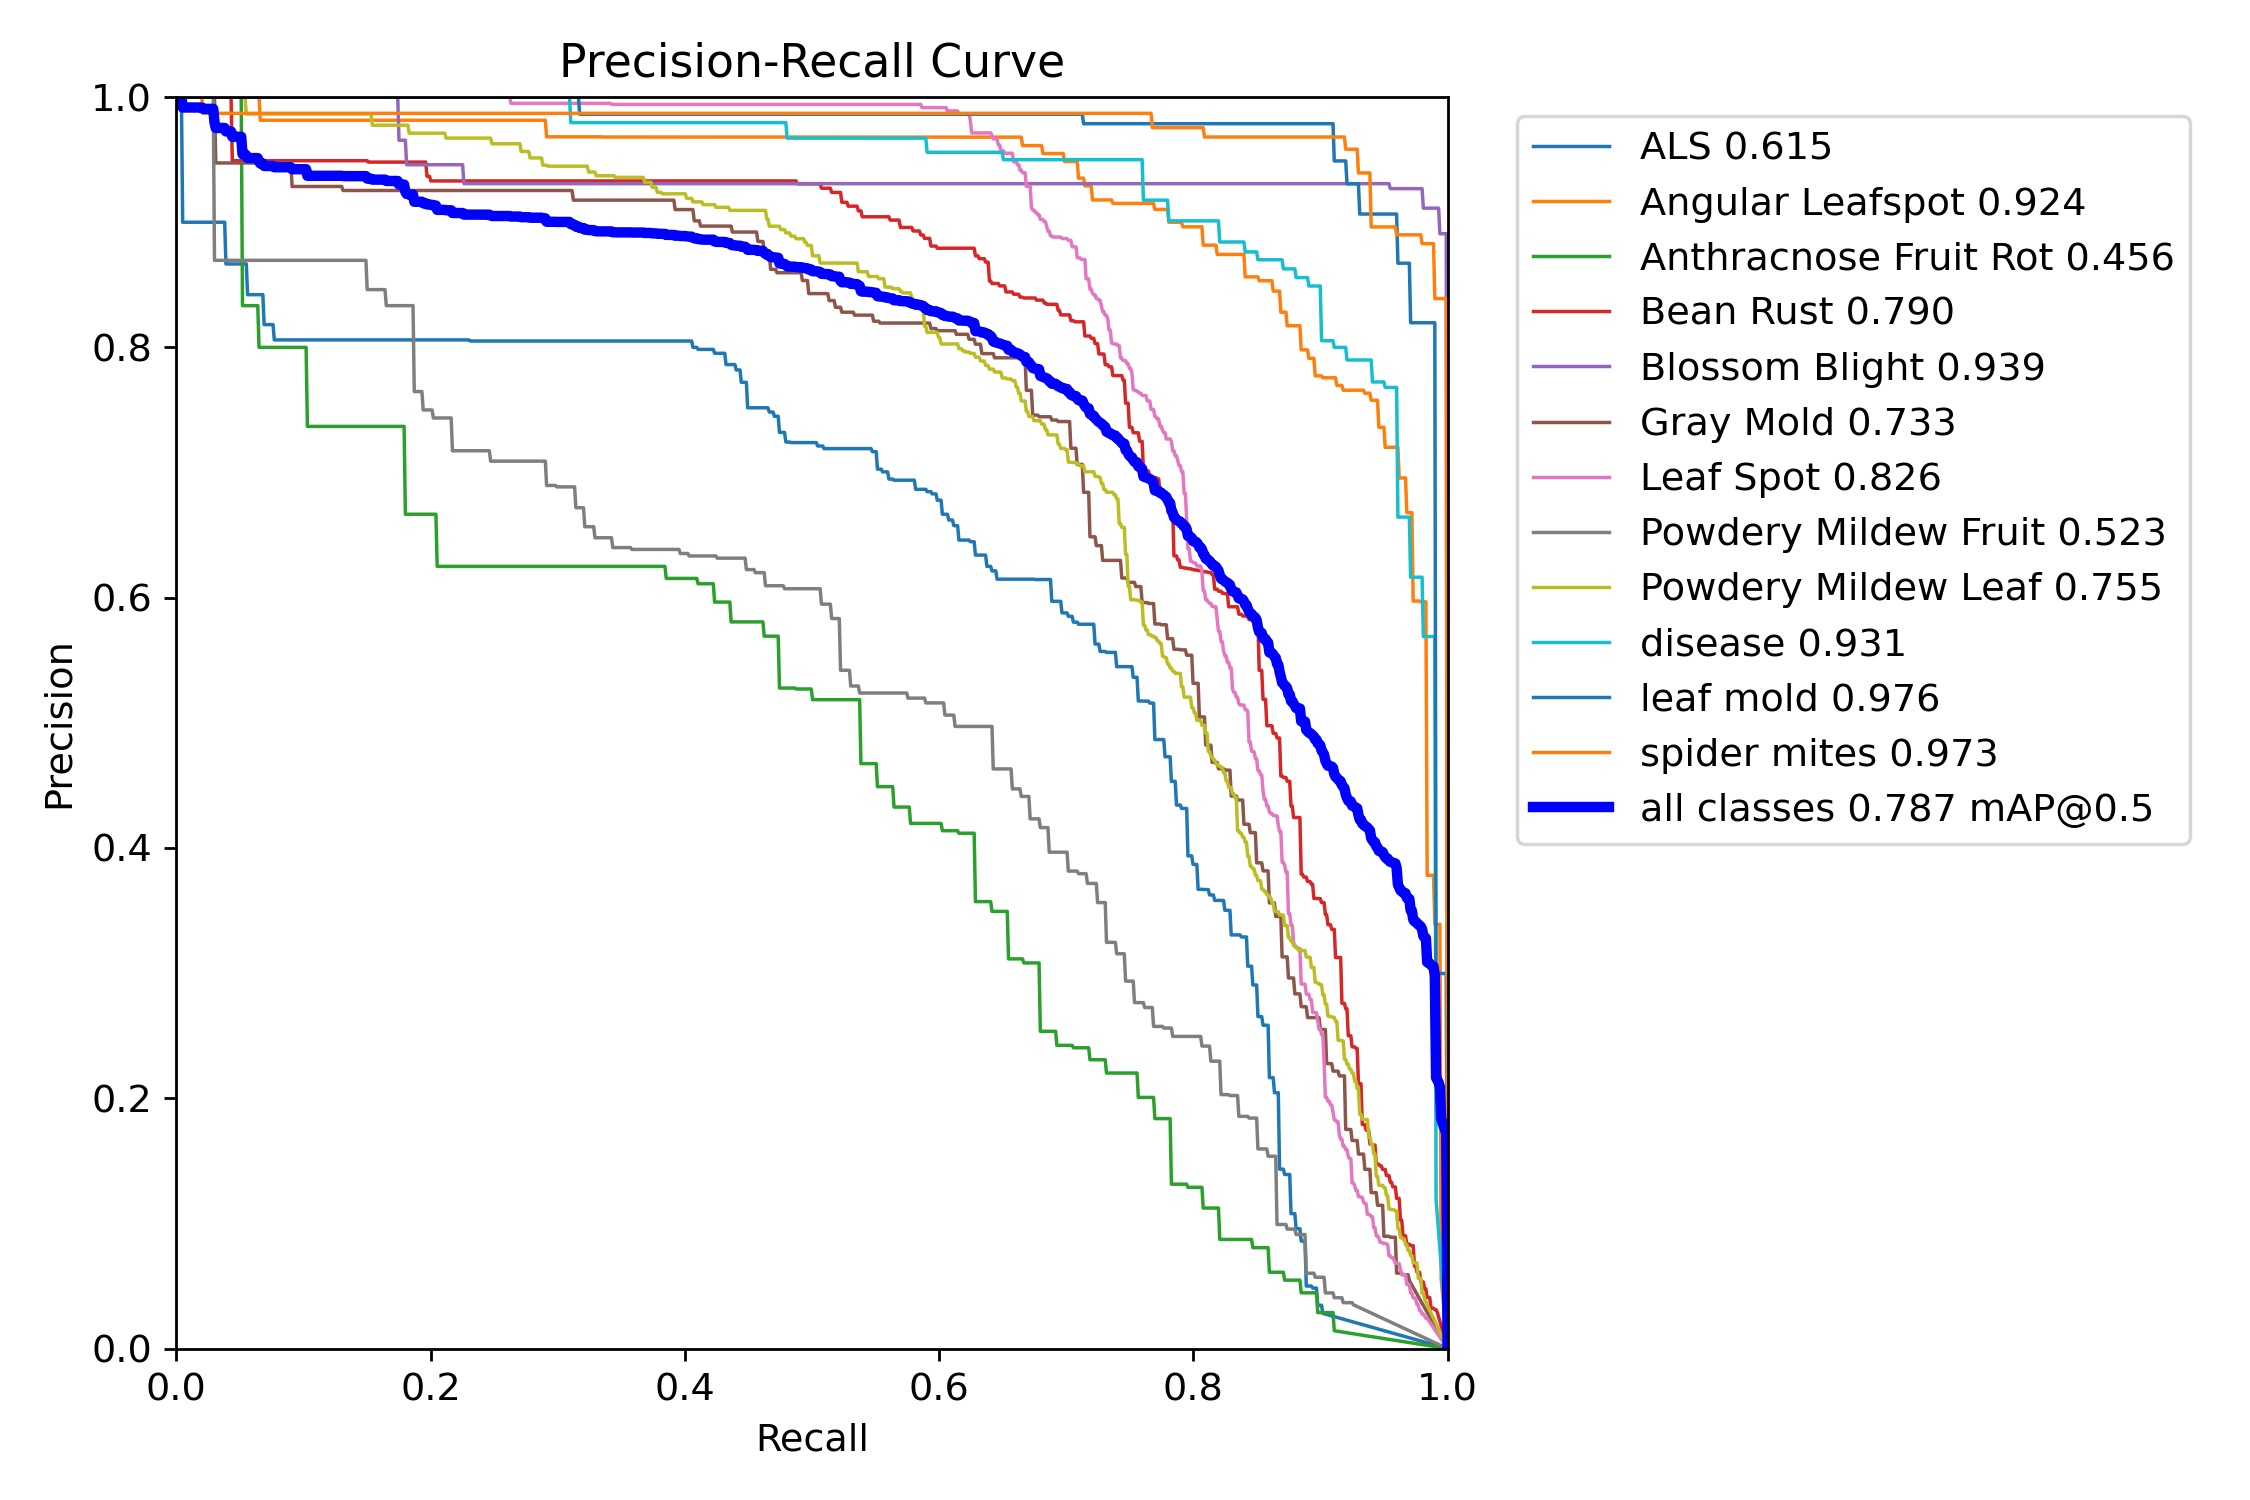 Precision-Recall Curve
1.0
0.8
0.6
0.4
0.2
0.0
Precision
0.0 0.2 0.4 0.6 0.8 1.0
Recall
ALS 0.615
Angular Leafspot 0.924
Anthracnose Fruit Rot 0.456
Bean Rust 0.790
Blossom Blight 0.939
Gray Mold 0.733
Leaf Spot 0.826
Powdery Mildew Fruit 0.523
Powdery Mildew Leaf 0.755
disease 0.931
leaf mold 0.976
spider mites 0.973
all classes 0.787 mAP@0.5